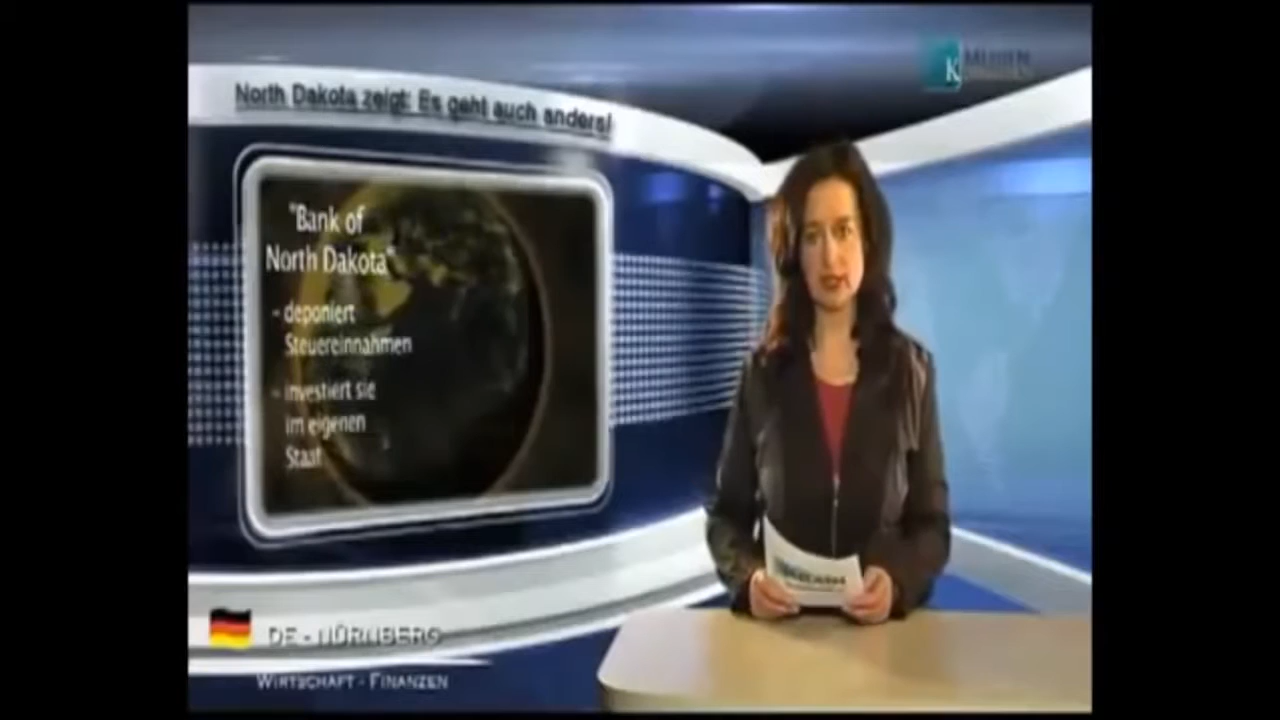 K MEDIEN
North Dakota zeigt: Es geht auch anders!
"Bank of
North Dakota"
- deponiert
Steuereinnahmen
- investiert sie
im eigenen
Staat
DE - NÜRNBERG
WIRTSCHAFT - FINANZEN